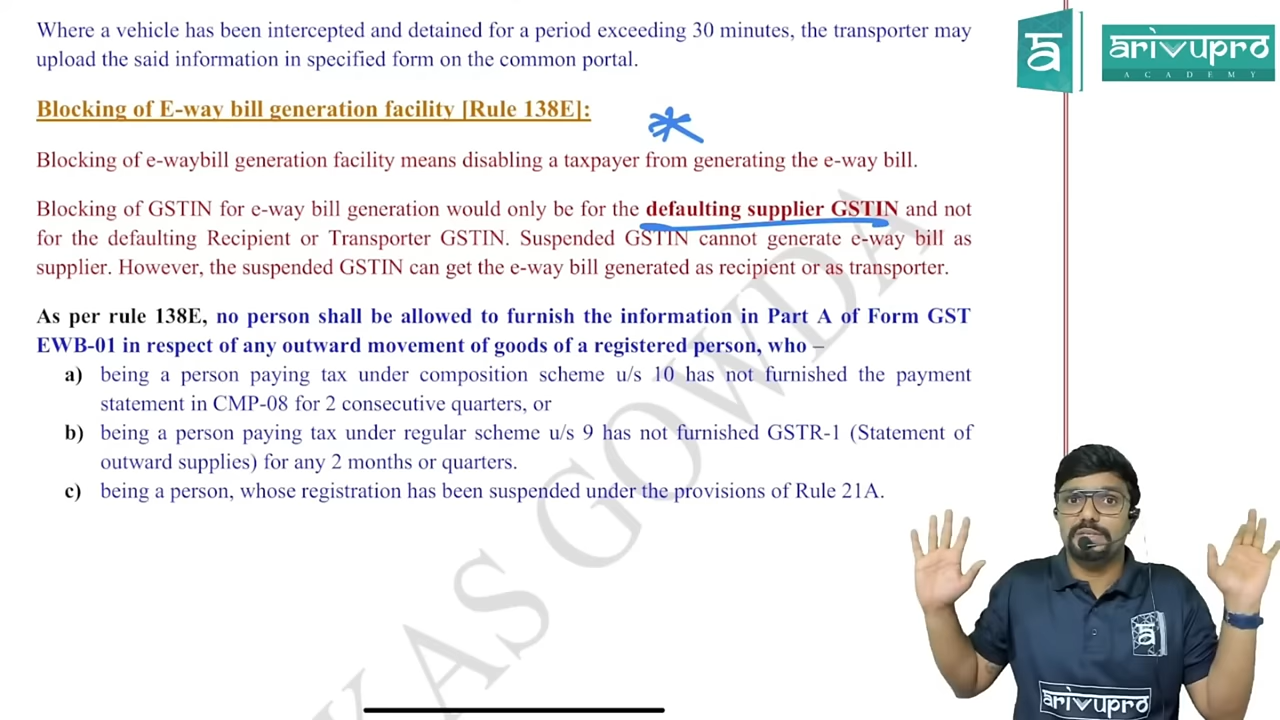 Where a vehicle has been intercepted and detained for a period exceeding 30 minutes, the transporter may
upload the said information in specified form on the common portal.
Blocking of E-way bill generation facility [Rule 138E]:
Blocking of e-waybill generation facility means disabling a taxpayer from generating the e-way bill.
Blocking of GSTIN for e-way bill generation would only be for the defaulting supplier GSTIN and not
for the defaulting Recipient or Transporter GSTIN. Suspended GSTIN cannot generate e-way bill as
supplier. However, the suspended GSTIN can get the e-way bill generated as recipient or as transporter.
As per rule 138E, no person shall be allowed to furnish the information in Part A of Form GST
EWB-01 in respect of any outward movement of goods of a registered person, who –
a) being a person paying tax under composition scheme u/s 10 has not furnished the payment
statement in CMP-08 for 2 consecutive quarters, or
b) being a person paying tax under regular scheme u/s 9 has not furnished GSTR-1 (Statement of
outward supplies) for any 2 months or quarters.
c) being a person, whose registration has been suspended under the provisions of Rule 21A.
KAS GOWDA
arivupro
ACADEMY
arivupro